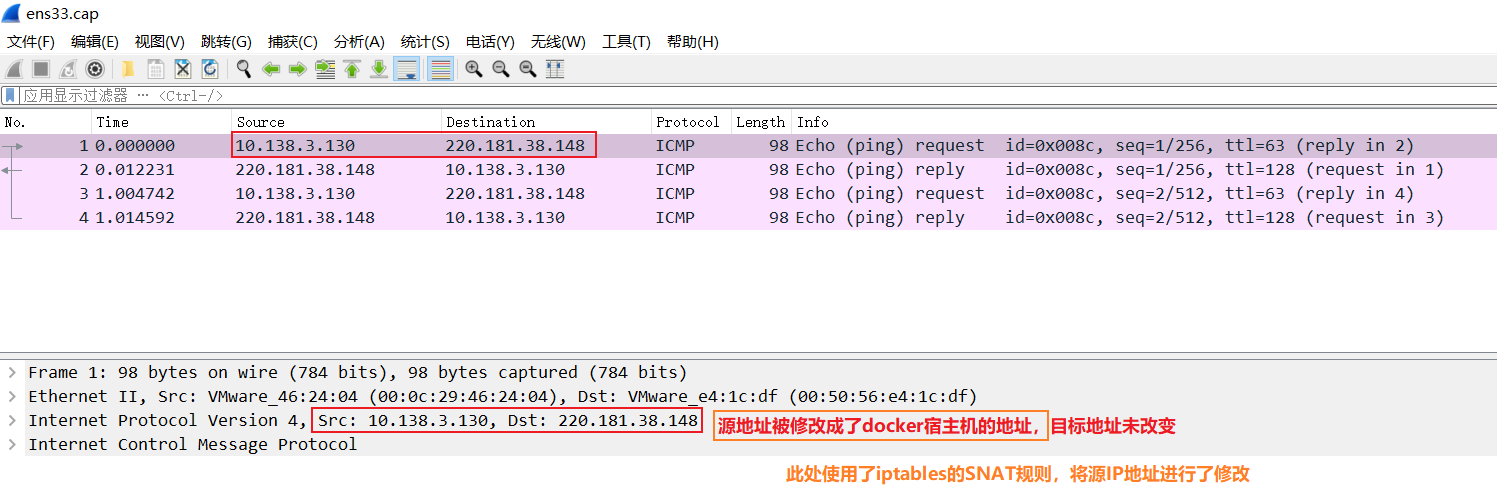 ens33.cap
文件(F) 编辑(E) 视图(V) 跳转(G) 捕获(C) 分析(A) 统计(S) 电话(Y) 无线(W) 工具(T) 帮助(H)
应用显示过滤器 … <Ctrl-/>
No. Time Source Destination Protocol Length Info
1 0.000000 10.138.3.130 220.181.38.148 ICMP 98 Echo (ping) request id=0x008c, seq=1/256, ttl=63 (reply in 2)
2 0.012231 220.181.38.148 10.138.3.130 ICMP 98 Echo (ping) reply id=0x008c, seq=1/256, ttl=128 (request in 1)
3 1.004742 10.138.3.130 220.181.38.148 ICMP 98 Echo (ping) request id=0x008c, seq=2/512, ttl=63 (reply in 4)
4 1.014592 220.181.38.148 10.138.3.130 ICMP 98 Echo (ping) reply id=0x008c, seq=2/512, ttl=128 (request in 3)
Frame 1: 98 bytes on wire (784 bits), 98 bytes captured (784 bits)
Ethernet II, Src: VMware_46:24:04 (00:0c:29:46:24:04), Dst: VMware_e4:1c:df (00:50:56:e4:1c:df)
Internet Protocol Version 4, Src: 10.138.3.130, Dst: 220.181.38.148 源地址被修改成了docker宿主机的地址，目标地址未改变
Internet Control Message Protocol
此处使用了iptables的SNAT规则，将源IP地址进行了修改